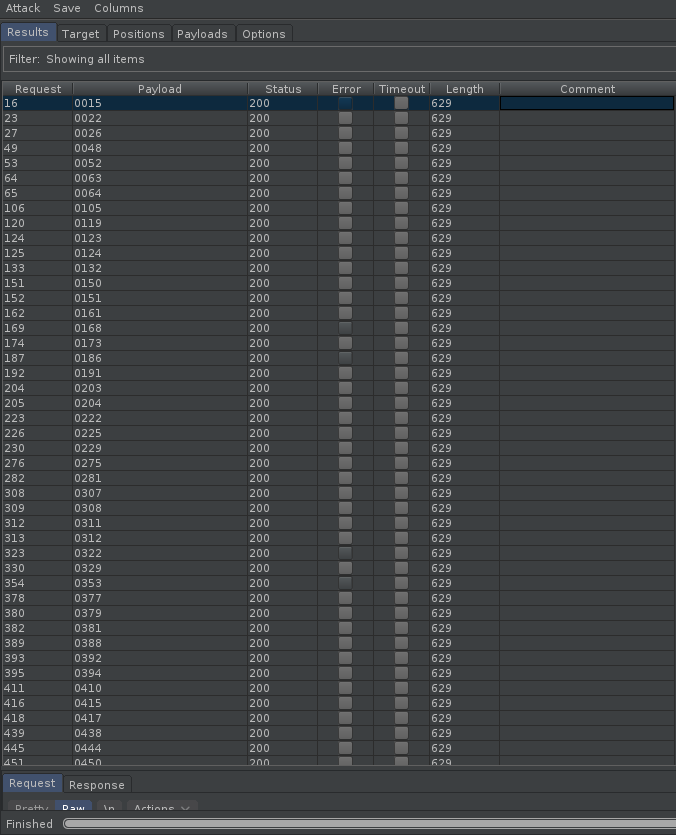 Attack Save Columns
Results Target Positions Payloads Options
Filter: Showing all items
Request Payload Status Error Timeout Length Comment
16 0015 200 629
23 0022 200 629
27 0026 200 629
49 0048 200 629
53 0052 200 629
64 0063 200 629
65 0064 200 629
106 0105 200 629
120 0119 200 629
124 0123 200 629
125 0124 200 629
133 0132 200 629
151 0150 200 629
152 0151 200 629
162 0161 200 629
169 0168 200 629
174 0173 200 629
187 0186 200 629
192 0191 200 629
204 0203 200 629
205 0204 200 629
223 0222 200 629
226 0225 200 629
230 0229 200 629
276 0275 200 629
282 0281 200 629
308 0307 200 629
309 0308 200 629
312 0311 200 629
313 0312 200 629
323 0322 200 629
330 0329 200 629
354 0353 200 629
378 0377 200 629
380 0379 200 629
382 0381 200 629
389 0388 200 629
393 0392 200 629
395 0394 200 629
411 0410 200 629
416 0415 200 629
418 0417 200 629
439 0438 200 629
445 0444 200 629
451 0450 200 629
Request Response
Pretty Raw \n Actions
Finished